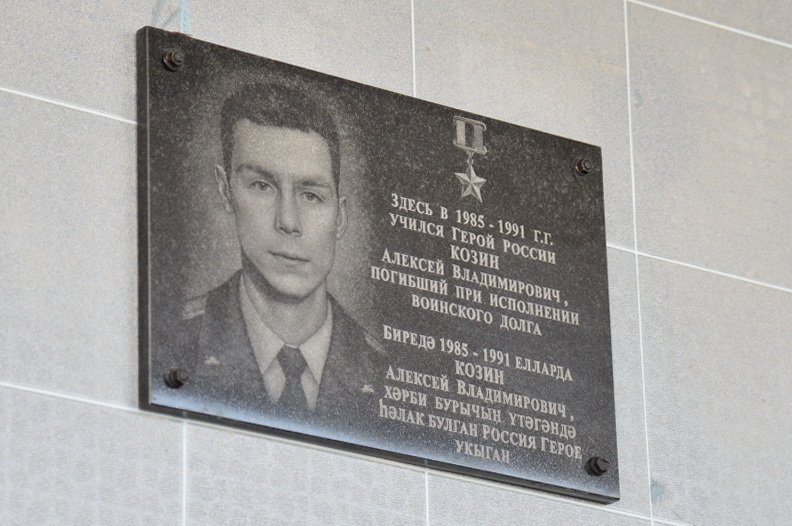 ЗДЕСЬ В 1985 - 1991 Г.Г.
УЧИЛСЯ ГЕРОЙ РОССИИ
КОЗИН
АЛЕКСЕЙ ВЛАДИМИРОВИЧ,
ПОГИБШИЙ ПРИ ИСПОЛНЕНИИ
ВОИНСКОГО ДОЛГА
БИРЕДӘ 1985 - 1991 ЕЛЛАРДА
КОЗИН
АЛЕКСЕЙ ВЛАДИМИРОВИЧ,
ХӘРБИ БУРЫЧЫН ҮТӘГӘНДӘ
ҺӘЛАК БУЛГАН РОССИЯ ГЕРОЕ
УКЫГАН